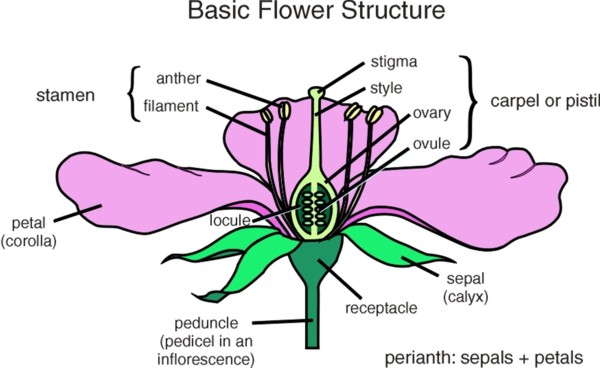 Basic Flower Structure
stamen
anther
filament
stigma
style
ovary
ovule
carpel or pistil
petal
(corolla)
locule
sepal
(calyx)
receptacle
peduncle
(pedicel in an
inflorescence)
perianth: sepals + petals